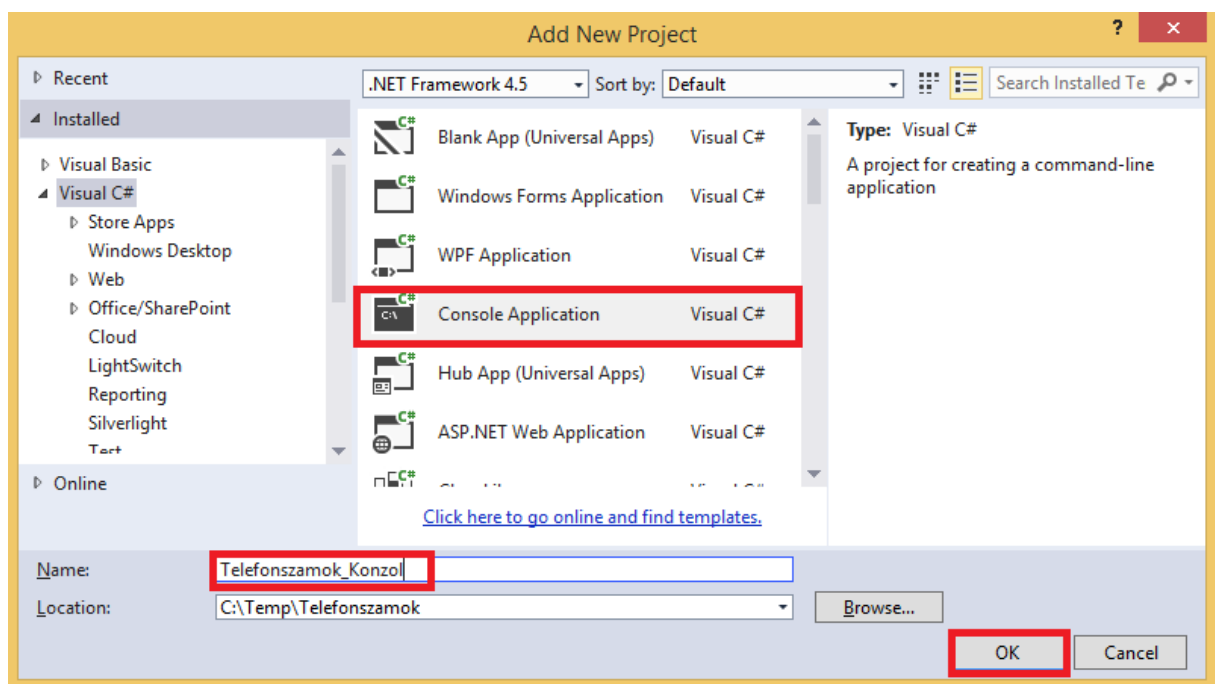 Add New Project
?
Recent
.NET Framework 4.5
Sort by:
Default
Search Installed Te
Installed
Visual Basic
Visual C#
Store Apps
Windows Desktop
Web
Office/SharePoint
Cloud
LightSwitch
Reporting
Silverlight
Test
Online
C# Blank App (Universal Apps) Visual C#
C# Windows Forms Application Visual C#
C# WPF Application Visual C#
C# C:\ Console Application Visual C#
C# Hub App (Universal Apps) Visual C#
C# ASP.NET Web Application Visual C#
C#
Click here to go online and find templates.
Type: Visual C#
A project for creating a command-line
application
Name: Telefonszamok_Konzol
Location: C:\Temp\Telefonszamok
Browse...
OK
Cancel